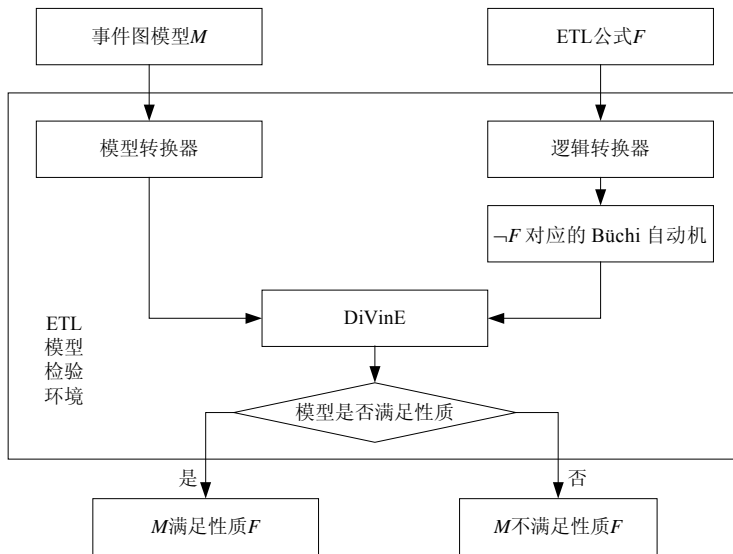 事件图模型M
ETL公式F
模型转换器
逻辑转换器
¬F 对应的 Büchi 自动机
DiVinE
ETL
模型
检验
环境
模型是否满足性质
是
否
M满足性质F
M不满足性质F